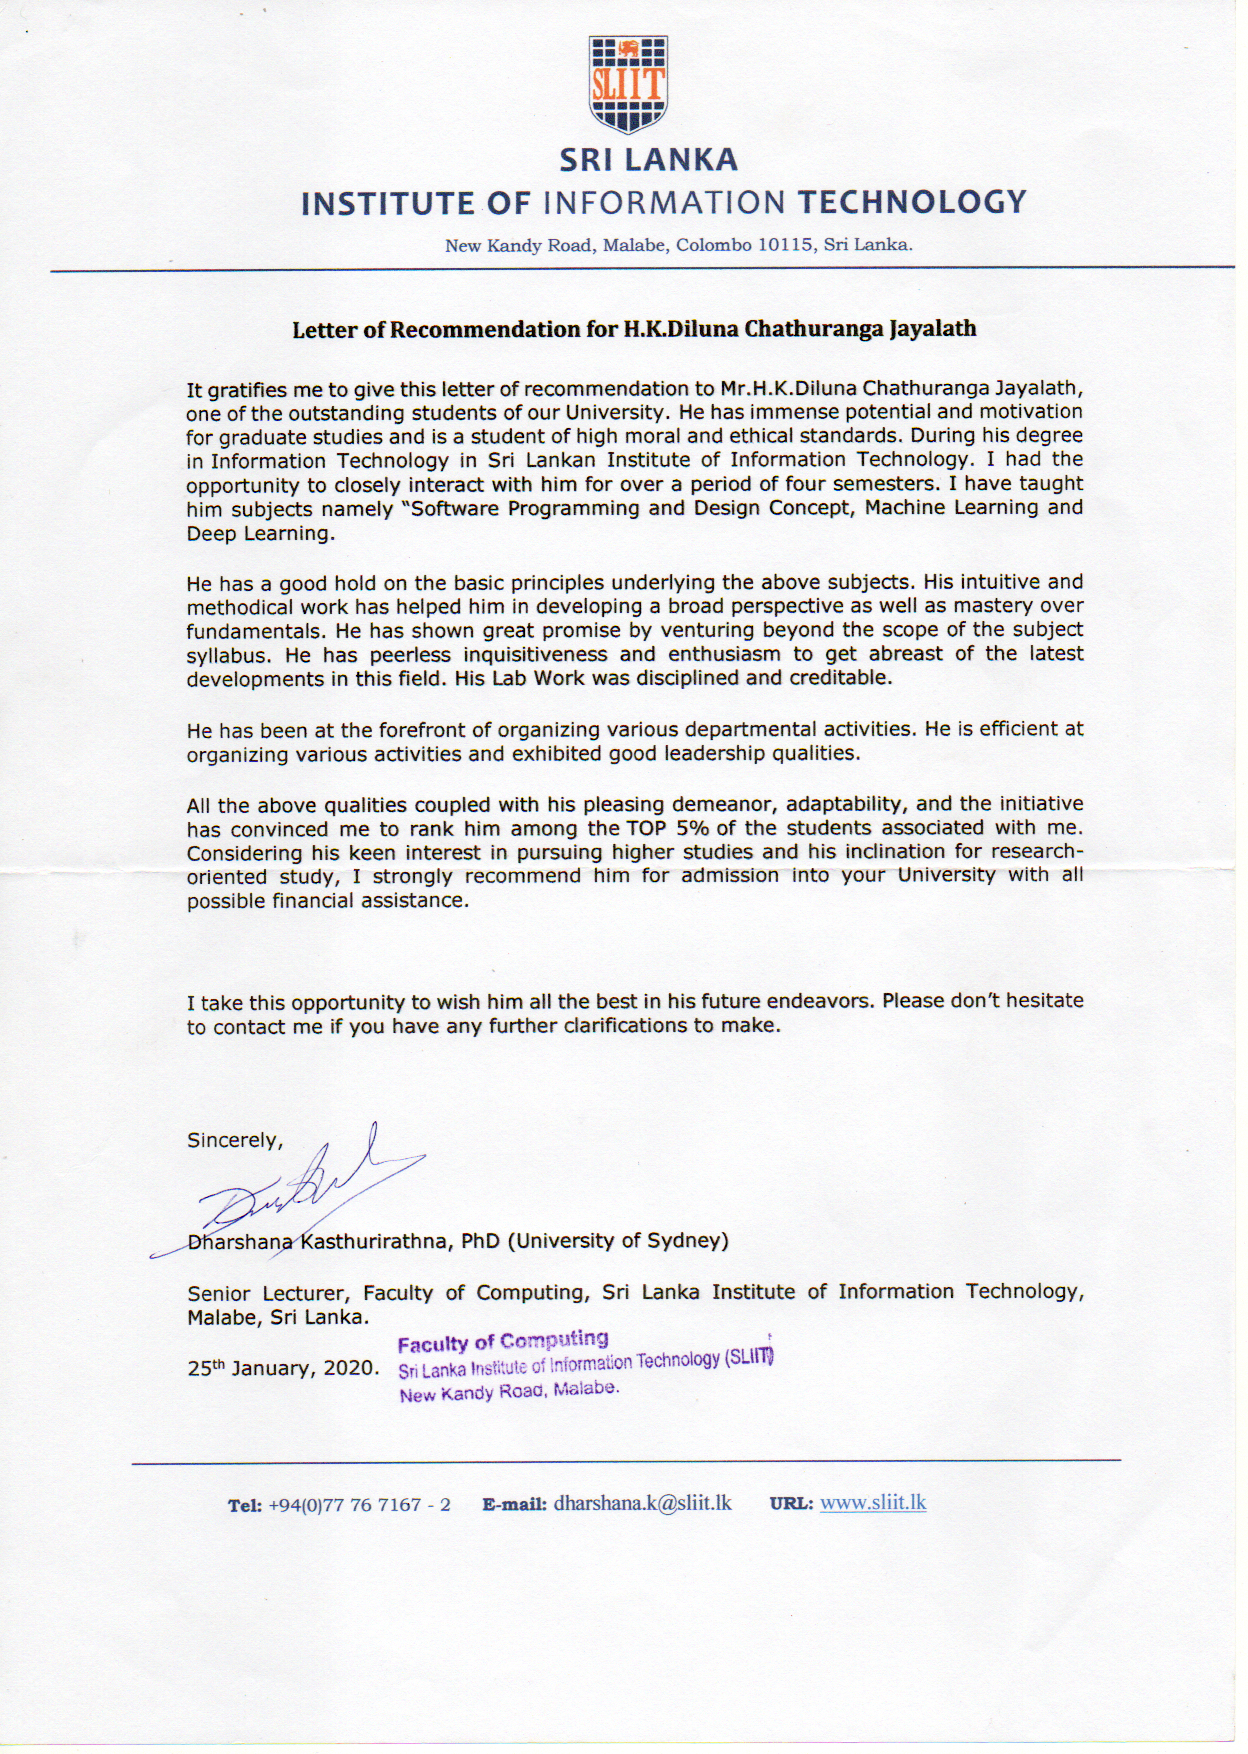 SLIIT
SRI LANKA
INSTITUTE OF INFORMATION TECHNOLOGY
New Kandy Road, Malabe, Colombo 10115, Sri Lanka.
Letter of Recommendation for H.K.Diluna Chathuranga Jayalath
It gratifies me to give this letter of recommendation to Mr.H.K.Diluna Chathuranga Jayalath,
one of the outstanding students of our University. He has immense potential and motivation
for graduate studies and is a student of high moral and ethical standards. During his degree
in Information Technology in Sri Lankan Institute of Information Technology. I had the
opportunity to closely interact with him for over a period of four semesters. I have taught
him subjects namely “Software Programming and Design Concept, Machine Learning and
Deep Learning.
He has a good hold on the basic principles underlying the above subjects. His intuitive and
methodical work has helped him in developing a broad perspective as well as mastery over
fundamentals. He has shown great promise by venturing beyond the scope of the subject
syllabus. He has peerless inquisitiveness and enthusiasm to get abreast of the latest
developments in this field. His Lab Work was disciplined and creditable.
He has been at the forefront of organizing various departmental activities. He is efficient at
organizing various activities and exhibited good leadership qualities.
All the above qualities coupled with his pleasing demeanor, adaptability, and the initiative
has convinced me to rank him among the TOP 5% of the students associated with me.
Considering his keen interest in pursuing higher studies and his inclination for research-
oriented study, I strongly recommend him for admission into your University with all
possible financial assistance.
I take this opportunity to wish him all the best in his future endeavors. Please don’t hesitate
to contact me if you have any further clarifications to make.
Sincerely,
Dharshana Kasthurirathna, PhD (University of Sydney)
Senior Lecturer, Faculty of Computing, Sri Lanka Institute of Information Technology,
Malabe, Sri Lanka.
25th January, 2020.
Faculty of Computing
Sri Lanka Institute of Information Technology (SLIIT)
New Kandy Road, Malabe.
Tel: +94(0)77 76 7167 - 2 E-mail: dharshana.k@sliit.lk URL: www.sliit.lk